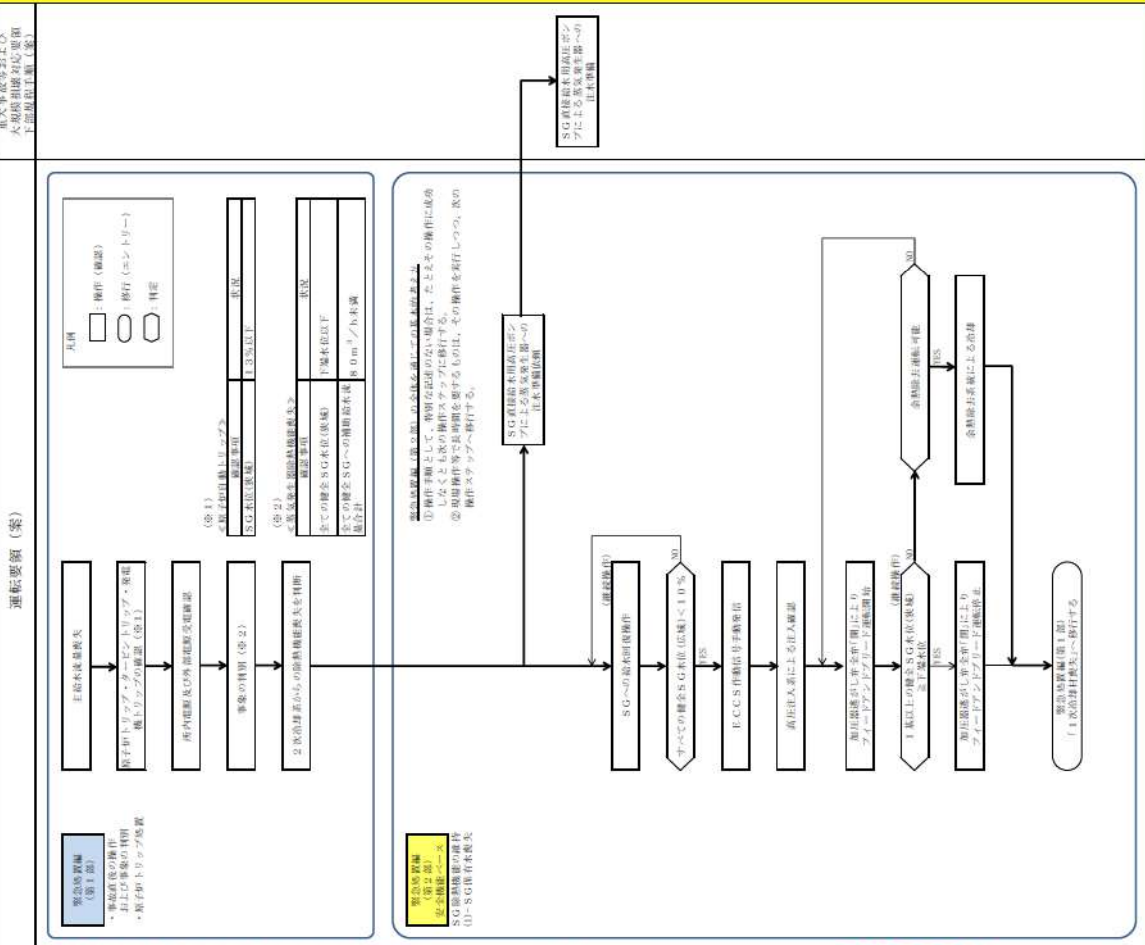 運転要領（案）
重大事故等および
大規模損壊対応要領
下部規程手順（案）
緊急処置編
（第１部）
・事故直後の操作
および事象の判別
・原子炉トリップ処置
主給水流量喪失
原子炉トリップ・タービントリップ・発電
機トリップの確認（※１）
所内電源及び外部電源受電確認
事象の判別（※２）
２次冷却系からの除熱機能喪失を判断
凡例
：操作（確認）
：移行（エントリー）
：判定
（※１）
＜原子炉自動トリップ＞
確認事項
状況
ＳＧ水位(狭域)
１３％以下
（※２）
＜蒸気発生器除熱機能喪失＞
確認事項
状況
全ての健全ＳＧ水位(狭域)
下端水位以下
全ての健全ＳＧへの補助給水流
量合計
８０ｍ³／ｈ未満
緊急処置編
（第２部）
安全機能ベース
ＳＧ除熱機能の維持
(1)-ＳＧ保有水喪失
緊急処置編（第２部）の全体を通じての基本的考え方
①操作手順として、特別な記述のない場合は、たとえその操作に成功
しなくとも次の操作ステップに移行する。
②現場操作等で長時間を要するものは、その操作を実行しつつ、次の
操作ステップへ移行する。
ＳＧ直接給水用高圧ポン
プによる蒸気発生器への
注水準備依頼
ＳＧ直接給水用高圧ポン
プによる蒸気発生器への
注水準備
(継続操作)
ＳＧへの給水回復操作
すべての健全ＳＧ水位(広域)＜１０％
NO
YES
ＥＣＣＳ作動信号手動発信
高圧注入系による注入確認
加圧器逃がし弁全弁｢開｣により
フィードアンドブリード運転開始
(継続操作)
１基以上の健全ＳＧ水位(狭域)
≧下端水位
NO
YES
余熱除去運転可能
NO
YES
加圧器逃がし弁全弁｢閉｣により
フィードアンドブリード運転停止
余熱除去系統による冷却
緊急処置編(第１部)
「１次冷却材喪失」へ移行する